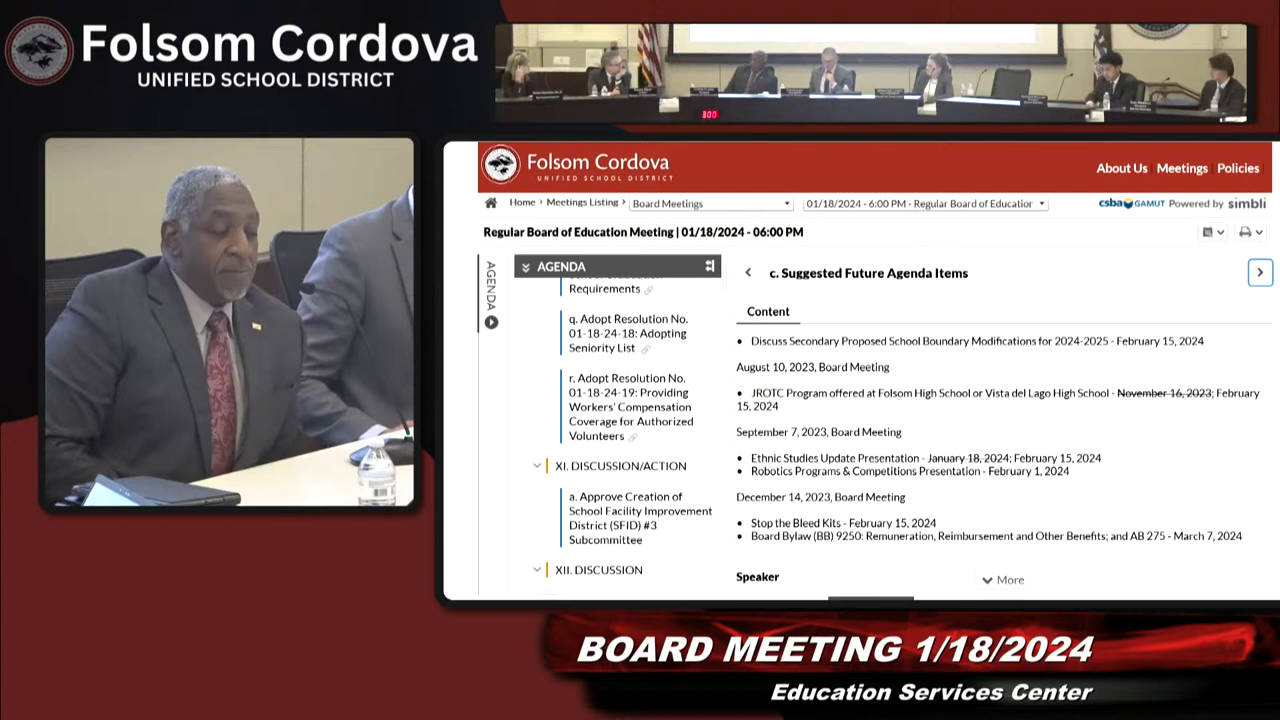 Folsom Cordova
UNIFIED SCHOOL DISTRICT
300
Folsom Cordova
UNIFIED SCHOOL DISTRICT
About Us Meetings Policies
Home > Meetings Listing > Board Meetings 01/18/2024 - 6:00 PM - Regular Board of Educatior
csba GAMUT Powered by simbli
Regular Board of Education Meeting | 01/18/2024 - 06:00 PM
AGENDA
AGENDA
Requirements
q. Adopt Resolution No.
01-18-24-18: Adopting
Seniority List
r. Adopt Resolution No.
01-18-24-19: Providing
Workers' Compensation
Coverage for Authorized
Volunteers
XI. DISCUSSION/ACTION
a. Approve Creation of
School Facility Improvement
District (SFID) #3
Subcommittee
XII. DISCUSSION
c. Suggested Future Agenda Items
Content
• Discuss Secondary Proposed School Boundary Modifications for 2024-2025 - February 15, 2024
August 10, 2023, Board Meeting
• JROTC Program offered at Folsom High School or Vista del Lago High School - November 16, 2023; February
15, 2024
September 7, 2023, Board Meeting
• Ethnic Studies Update Presentation - January 18, 2024; February 15, 2024
• Robotics Programs & Competitions Presentation - February 1, 2024
December 14, 2023, Board Meeting
• Stop the Bleed Kits - February 15, 2024
• Board Bylaw (BB) 9250: Remuneration, Reimbursement and Other Benefits; and AB 275 - March 7, 2024
Speaker
More
BOARD MEETING 1/18/2024
Education Services Center